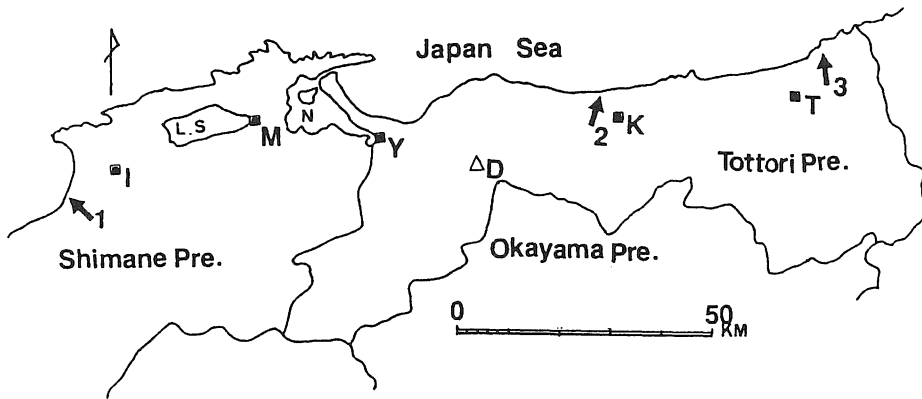 Japan Sea
L.S
M
N
Y
I
1
2
K
T
3
D
Tottori Pre.
Shimane Pre.
Okayama Pre.
0
50
KM